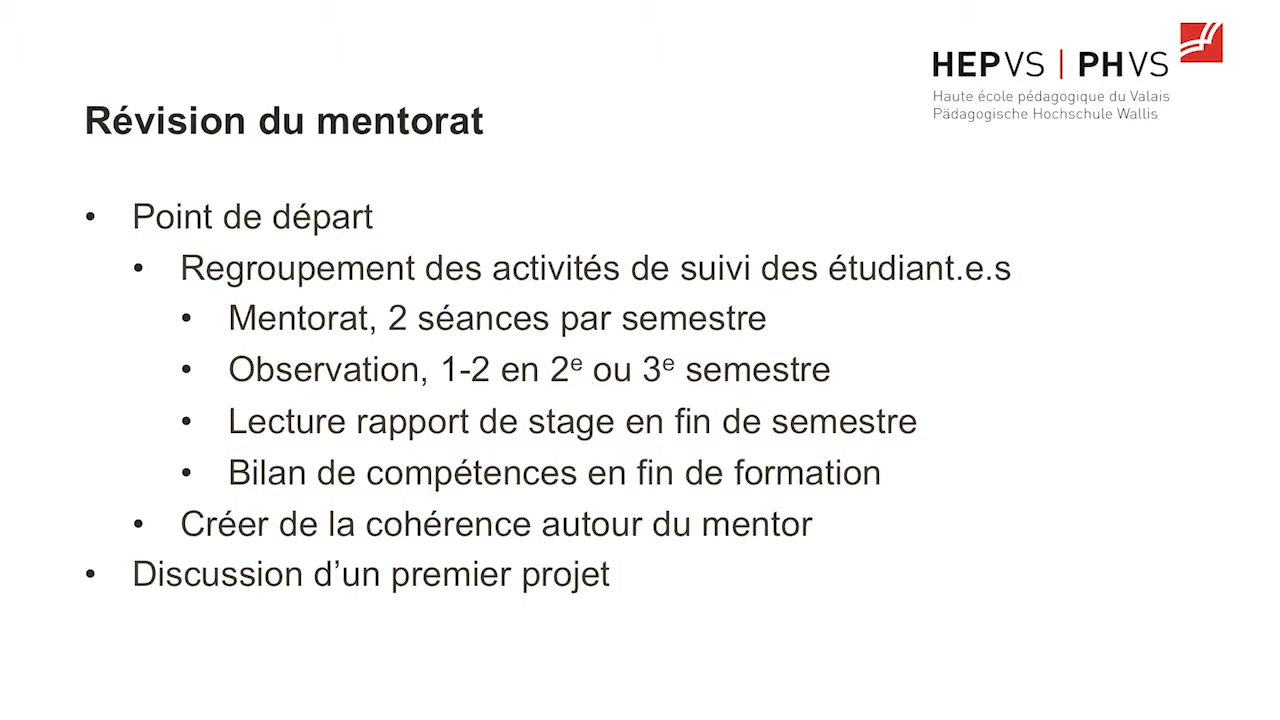 HEPVS | PHVS
Haute école pédagogique du Valais
Pädagogische Hochschule Wallis
Révision du mentorat
• Point de départ
• Regroupement des activités de suivi des étudiant.e.s
• Mentorat, 2 séances par semestre
• Observation, 1-2 en 2e ou 3e semestre
• Lecture rapport de stage en fin de semestre
• Bilan de compétences en fin de formation
• Créer de la cohérence autour du mentor
• Discussion d’un premier projet